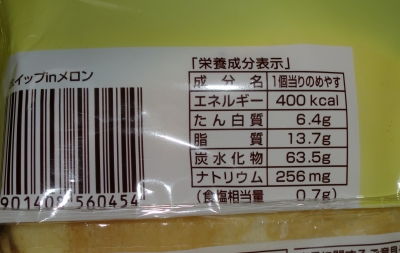 「栄養成分表示」
ホイップinメロン
成分名 1個当りのめやす
エネルギー 400 kcal
たん白質 6.4g
脂質 13.7g
炭水化物 63.5g
ナトリウム 256mg
(食塩相当量 0.7g)
901408 560454